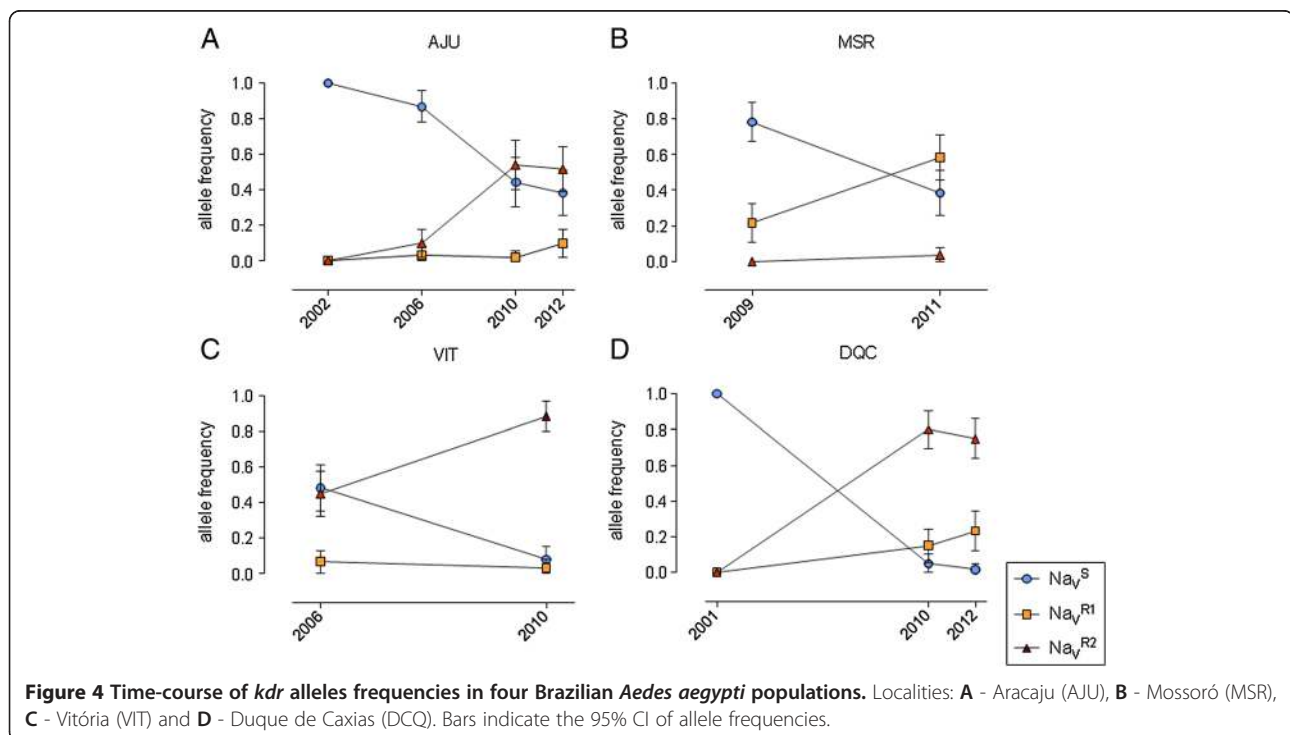 A
AJU
allele frequency
1.0
0.8
0.6
0.4
0.2
0.0
2002
2006
2010
2012
B
MSR
allele frequency
1.0
0.8
0.6
0.4
0.2
0.0
2009
2011
C
VIT
allele frequency
1.0
0.8
0.6
0.4
0.2
0.0
2006
2010
D
DQC
allele frequency
1.0
0.8
0.6
0.4
0.2
0.0
2001
2010
2012
Na_V^S
Na_V^R1
Na_V^R2
Figure 4 Time-course of kdr alleles frequencies in four Brazilian Aedes aegypti populations. Localities: A - Aracaju (AJU), B - Mossoró (MSR),
C - Vitória (VIT) and D - Duque de Caxias (DCQ). Bars indicate the 95% CI of allele frequencies.